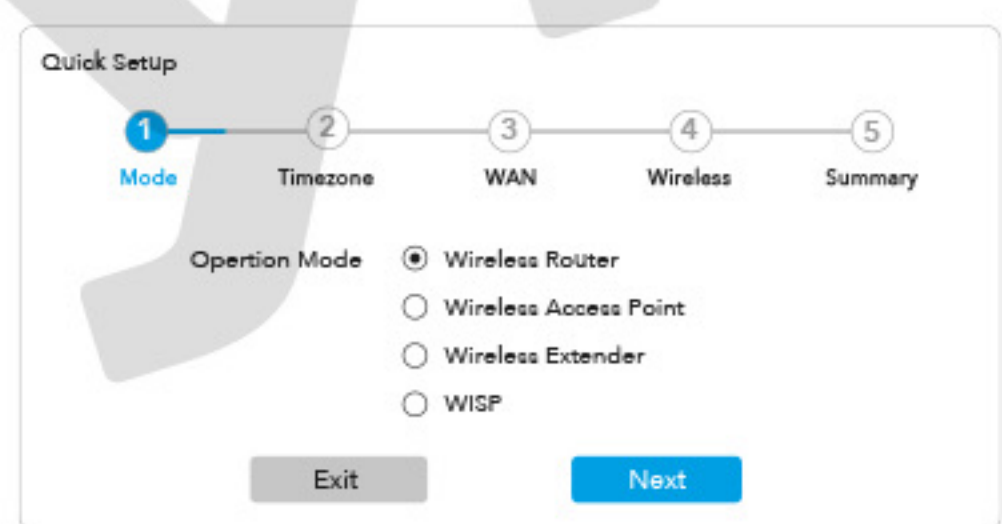 Quick Setup
1 2 3 4 5
Mode Timezone WAN Wireless Summary
Opertion Mode Wireless Router
Wireless Access Point
Wireless Extender
WISP
Exit Next